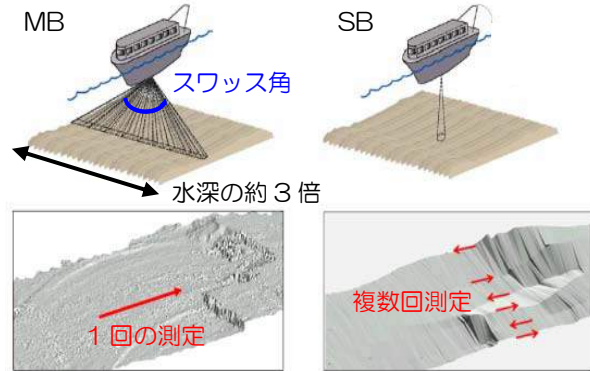 MB
SB
スワッス角
水深の約3倍
1回の測定
複数回測定